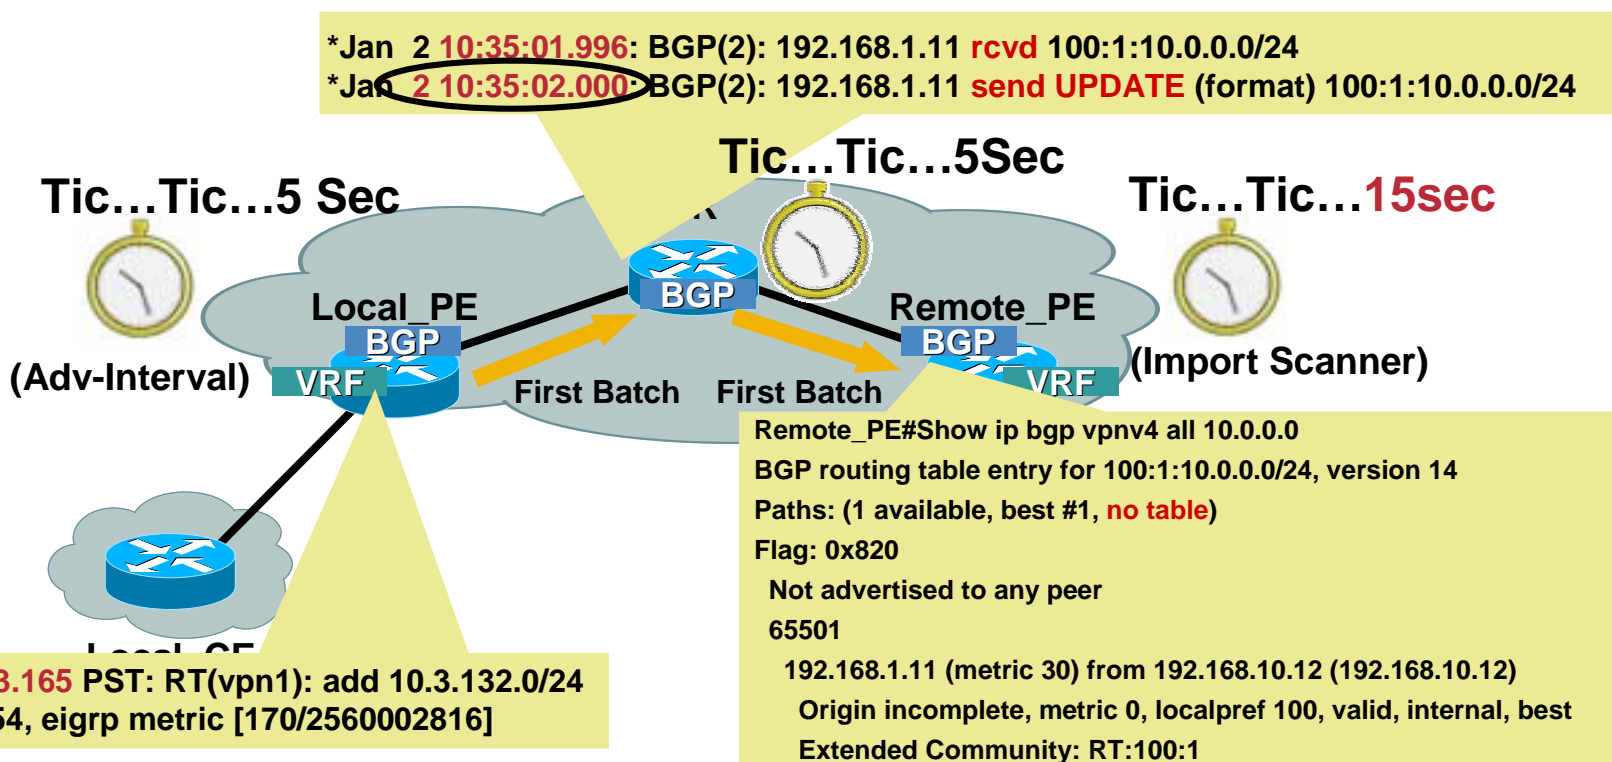 *Jan  2 10:35:01.996: BGP(2): 192.168.1.11 rcvd 100:1:10.0.0.0/24
*Jan  2 10:35:02.000: BGP(2): 192.168.1.11 send UPDATE (format) 100:1:10.0.0.0/24
Tic…Tic…5 Sec
Tic…Tic…5Sec
Tic…Tic…15sec
BGP
Local_PE
Remote_PE
BGP
BGP
(Adv-Interval)
VRF
VRF
(Import Scanner)
First Batch
First Batch
Remote_PE#Show ip bgp vpnv4 all 10.0.0.0
BGP routing table entry for 100:1:10.0.0.0/24, version 14
Paths: (1 available, best #1, no table)
Flag: 0x820
Not advertised to any peer
65501
192.168.1.11 (metric 30) from 192.168.10.12 (192.168.10.12)
Origin incomplete, metric 0, localpref 100, valid, internal, best
Extended Community: RT:100:1
3.165 PST: RT(vpn1): add 10.3.132.0/24
54, eigrp metric [170/2560002816]